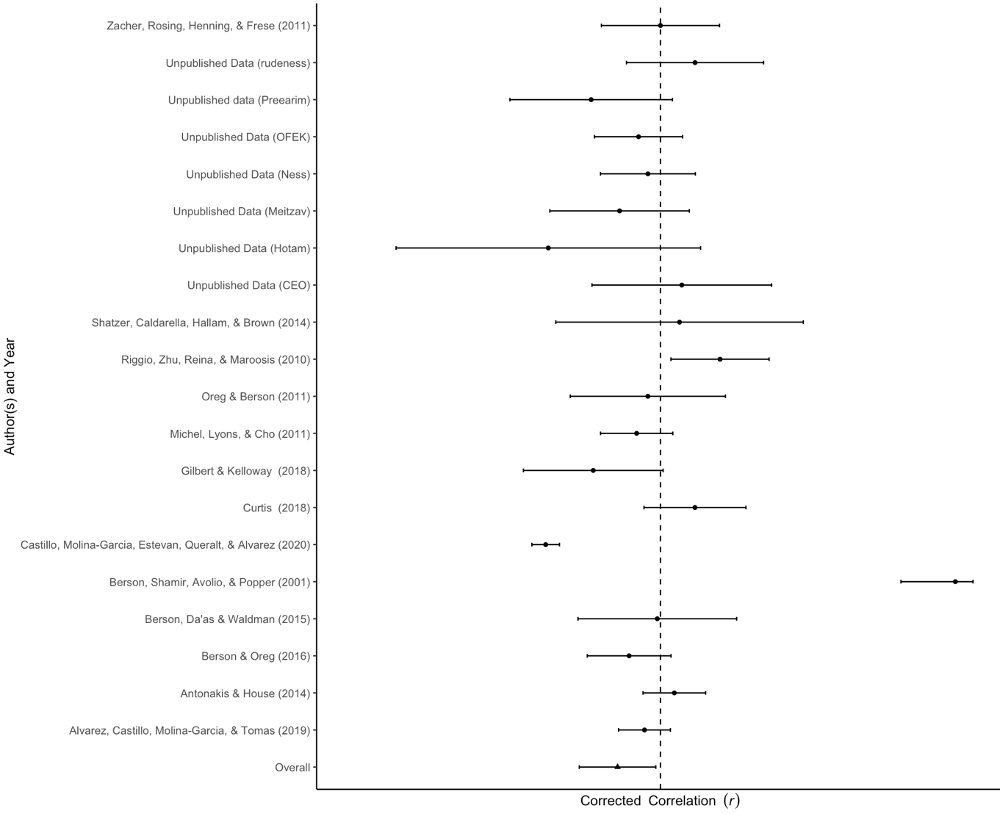 Zacher, Rosing, Henning, & Frese (2011)
Unpublished Data (rudeness)
Unpublished data (Preearim)
Unpublished Data (OFEK)
Unpublished Data (Ness)
Unpublished Data (Meitzav)
Unpublished Data (Hotam)
Unpublished Data (CEO)
Shatzer, Caldarella, Hallam, & Brown (2014)
Riggio, Zhu, Reina, & Maroosis (2010)
Oreg & Berson (2011)
Michel, Lyons, & Cho (2011)
Gilbert & Kelloway  (2018)
Curtis  (2018)
Castillo, Molina-Garcia, Estevan, Queralt, & Alvarez (2020)
Berson, Shamir, Avolio, & Popper (2001)
Berson, Da'as & Waldman (2015)
Berson & Oreg (2016)
Antonakis & House (2014)
Alvarez, Castillo, Molina-Garcia, & Tomas (2019)
Overall
Author(s) and Year
Corrected  Correlation (r)